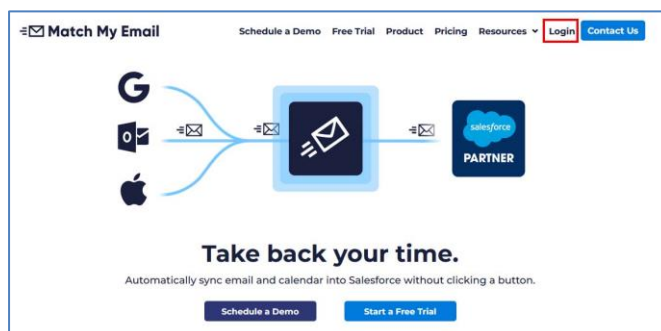 Match My Email
Schedule a Demo Free Trial Product Pricing Resources Login Contact Us
salesforce
PARTNER
Take back your time.
Automatically sync email and calendar into Salesforce without clicking a button.
Schedule a Demo Start a Free Trial